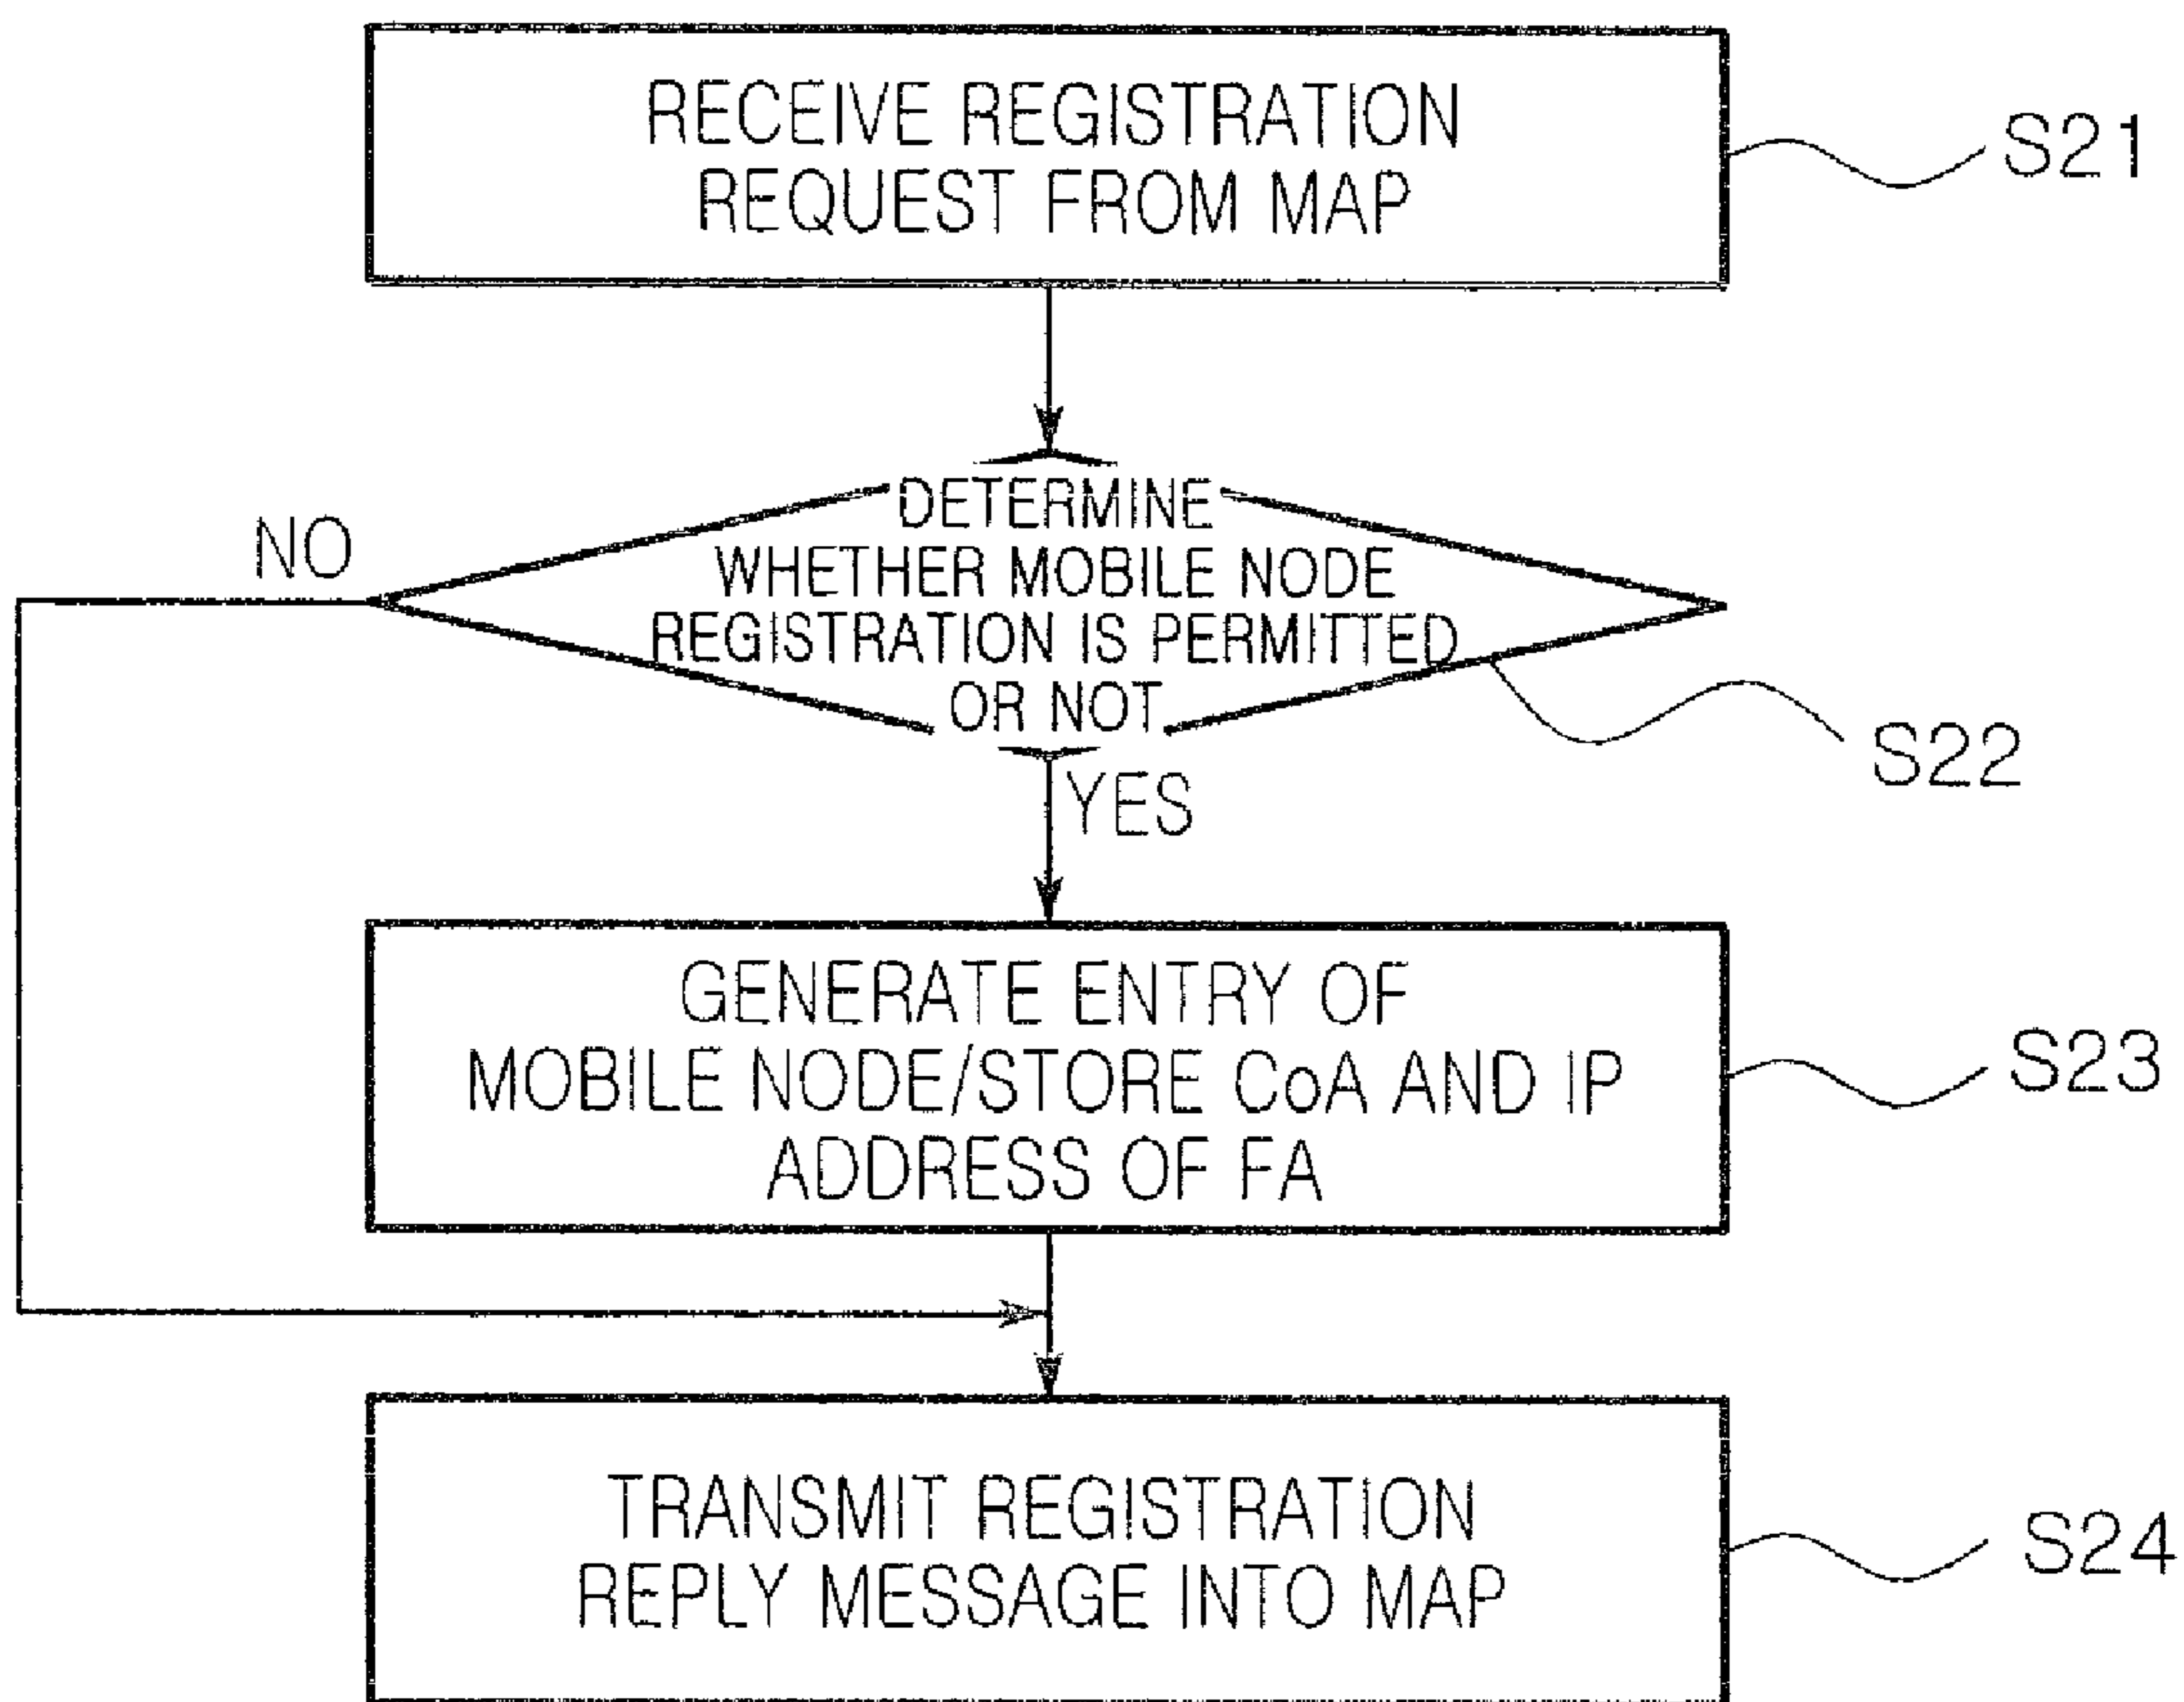 RECEIVE REGISTRATION
REQUEST FROM MAP
S21
DETERMINE
WHETHER MOBILE NODE
REGISTRATION IS PERMITTED
OR NOT
NO
S22
YES
GENERATE ENTRY OF
MOBILE NODE/STORE CoA AND IP
ADDRESS OF FA
S23
TRANSMIT REGISTRATION
REPLY MESSAGE INTO MAP
S24